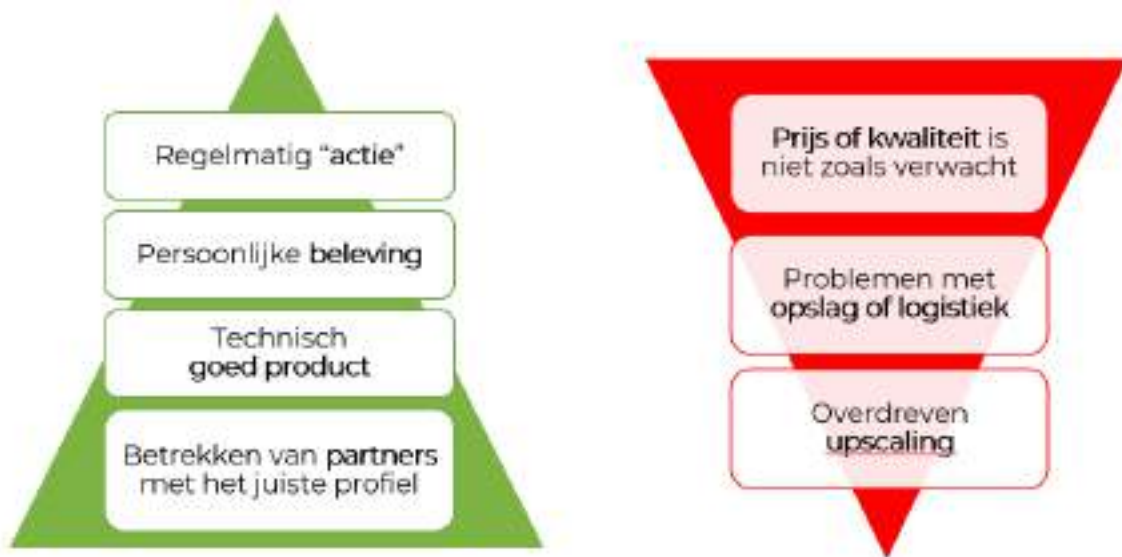 Regelmatig “actie”
Persoonlijke beleving
Technisch
goed product
Betrekken van partners
met het juiste profiel
Prijs of kwaliteit is
niet zoals verwacht
Problemen met
opslag of logistiek
Overdreven
upscaling